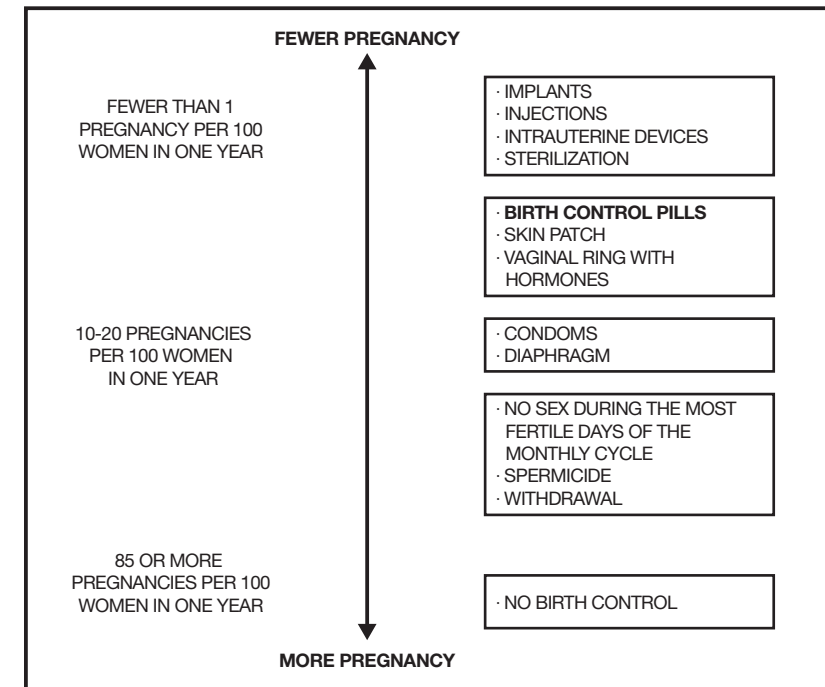 FEWER PREGNANCY
FEWER THAN 1
PREGNANCY PER 100
WOMEN IN ONE YEAR
· IMPLANTS
· INJECTIONS
· INTRAUTERINE DEVICES
· STERILIZATION
· BIRTH CONTROL PILLS
· SKIN PATCH
· VAGINAL RING WITH
HORMONES
10-20 PREGNANCIES
PER 100 WOMEN
IN ONE YEAR
· CONDOMS
· DIAPHRAGM
· NO SEX DURING THE MOST
FERTILE DAYS OF THE
MONTHLY CYCLE
· SPERMICIDE
· WITHDRAWAL
85 OR MORE
PREGNANCIES PER 100
WOMEN IN ONE YEAR
· NO BIRTH CONTROL
MORE PREGNANCY